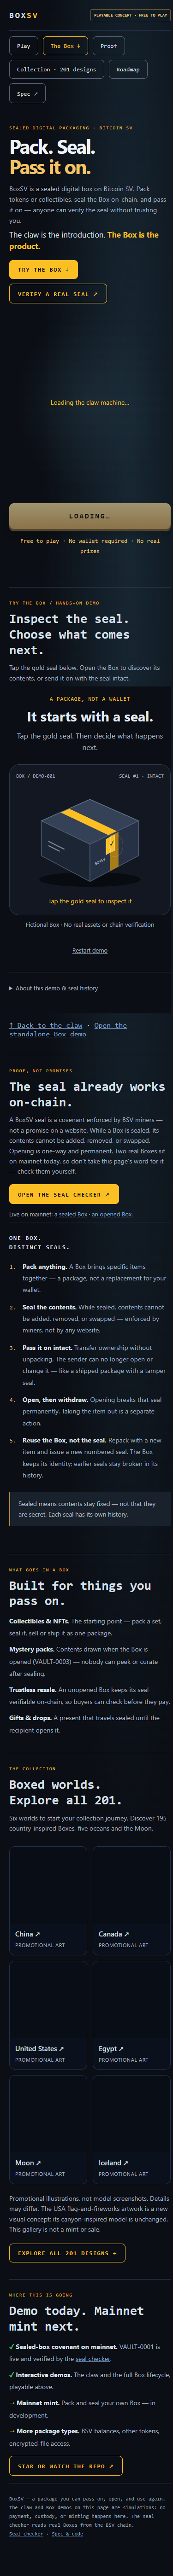 BOXSV
PLAYABLE CONCEPT · FREE TO PLAY
Play
The Box ↓
Proof
Collection · 201 designs
Roadmap
Spec ↗
SEALED DIGITAL PACKAGING · BITCOIN SV
Pack. Seal.
Pass it on.
BoxSV is a sealed digital box on Bitcoin SV. Pack
tokens or collectibles, seal the Box on-chain, and pass
it on — anyone can verify the seal without trusting
you.
The claw is the introduction. The Box is the
product.
TRY THE BOX ↓
VERIFY A REAL SEAL ↗
Loading the claw machine…
LOADING…
Free to play · No wallet required · No real
prizes
TRY THE BOX / HANDS-ON DEMO
Inspect the seal.
Choose what comes
next.
Tap the gold seal below. Open the Box to discover its
contents, or send it on with the seal intact.
A PACKAGE, NOT A WALLET
It starts with a seal.
Tap the gold seal. Then decide what happens
next.
BOX / DEMO-001
SEAL #1 · INTACT
BOXSV
Tap the gold seal to inspect it
Fictional Box · No real assets or chain verification
Restart demo
▶ About this demo & seal history
↑ Back to the claw · Open the
standalone Box demo
PROOF, NOT PROMISES
The seal already works
on-chain.
A BoxSV seal is a covenant enforced by BSV miners — not
a promise on a website. While a Box is sealed, its
contents cannot be added, removed, or swapped.
Opening is one-way and permanent. Two real Boxes sit
on mainnet today, so don't take this page's word for it
— check them yourself.
OPEN THE SEAL CHECKER ↗
Live on mainnet: a sealed Box · an opened Box.
ONE BOX.
DISTINCT SEALS.
1. Pack anything. A Box brings specific items
together — a package, not a replacement for your
wallet.
2. Seal the contents. While sealed, contents cannot
be added, removed, or swapped — enforced by
miners, not by any website.
3. Pass it on intact. Transfer ownership without
unpacking. The sender can no longer open or
change it — like a shipped package with a tamper
seal.
4. Open, then withdraw. Opening breaks that seal
permanently. Taking the item out is a separate
action.
5. Reuse the Box, not the seal. Repack with a new
item and issue a new numbered seal. The Box
keeps its identity; earlier seals stay broken in its
history.
Sealed means contents stay fixed — not that they
are secret. Each seal has its own history.
WHAT GOES IN A BOX
Built for things you
pass on.
Collectibles & NFTs. The starting point — pack a set,
seal it, sell or ship it as one package.
Mystery packs. Contents drawn when the Box is
opened (VAULT-0003) — nobody can peek or curate
after sealing.
Trustless resale. An unopened Box keeps its seal
verifiable on-chain, so buyers can check before they pay.
Gifts & drops. A present that travels sealed until the
recipient opens it.
THE COLLECTION
Boxed worlds.
Explore all 201.
Six worlds to start your collection journey. Discover 195
country-inspired Boxes, five oceans and the Moon.
China ↗
PROMOTIONAL ART
Canada ↗
PROMOTIONAL ART
United States ↗
PROMOTIONAL ART
Egypt ↗
PROMOTIONAL ART
Moon ↗
PROMOTIONAL ART
Iceland ↗
PROMOTIONAL ART
Promotional illustrations, not model screenshots. Details
may differ. The USA flag-and-fireworks artwork is a new
visual concept; its canyon-inspired model is unchanged.
This gallery is not a mint or sale.
EXPLORE ALL 201 DESIGNS →
WHERE THIS IS GOING
Demo today. Mainnet
mint next.
✓ Sealed-box covenant on mainnet. VAULT-0001 is
live and verified by the seal checker.
✓ Interactive demos. The claw and the full Box lifecycle,
playable above.
→ Mainnet mint. Pack and seal your own Box — in
development.
→ More package types. BSV balances, other tokens,
encrypted-file access.
STAR OR WATCH THE REPO ↗
BoxSV — a package you can pass on, open, and use again.
The claw and Box demos on this page are simulations: no
payment, custody, or minting happens here. The seal
checker reads real Boxes from the BSV chain.
Seal checker · Spec & code